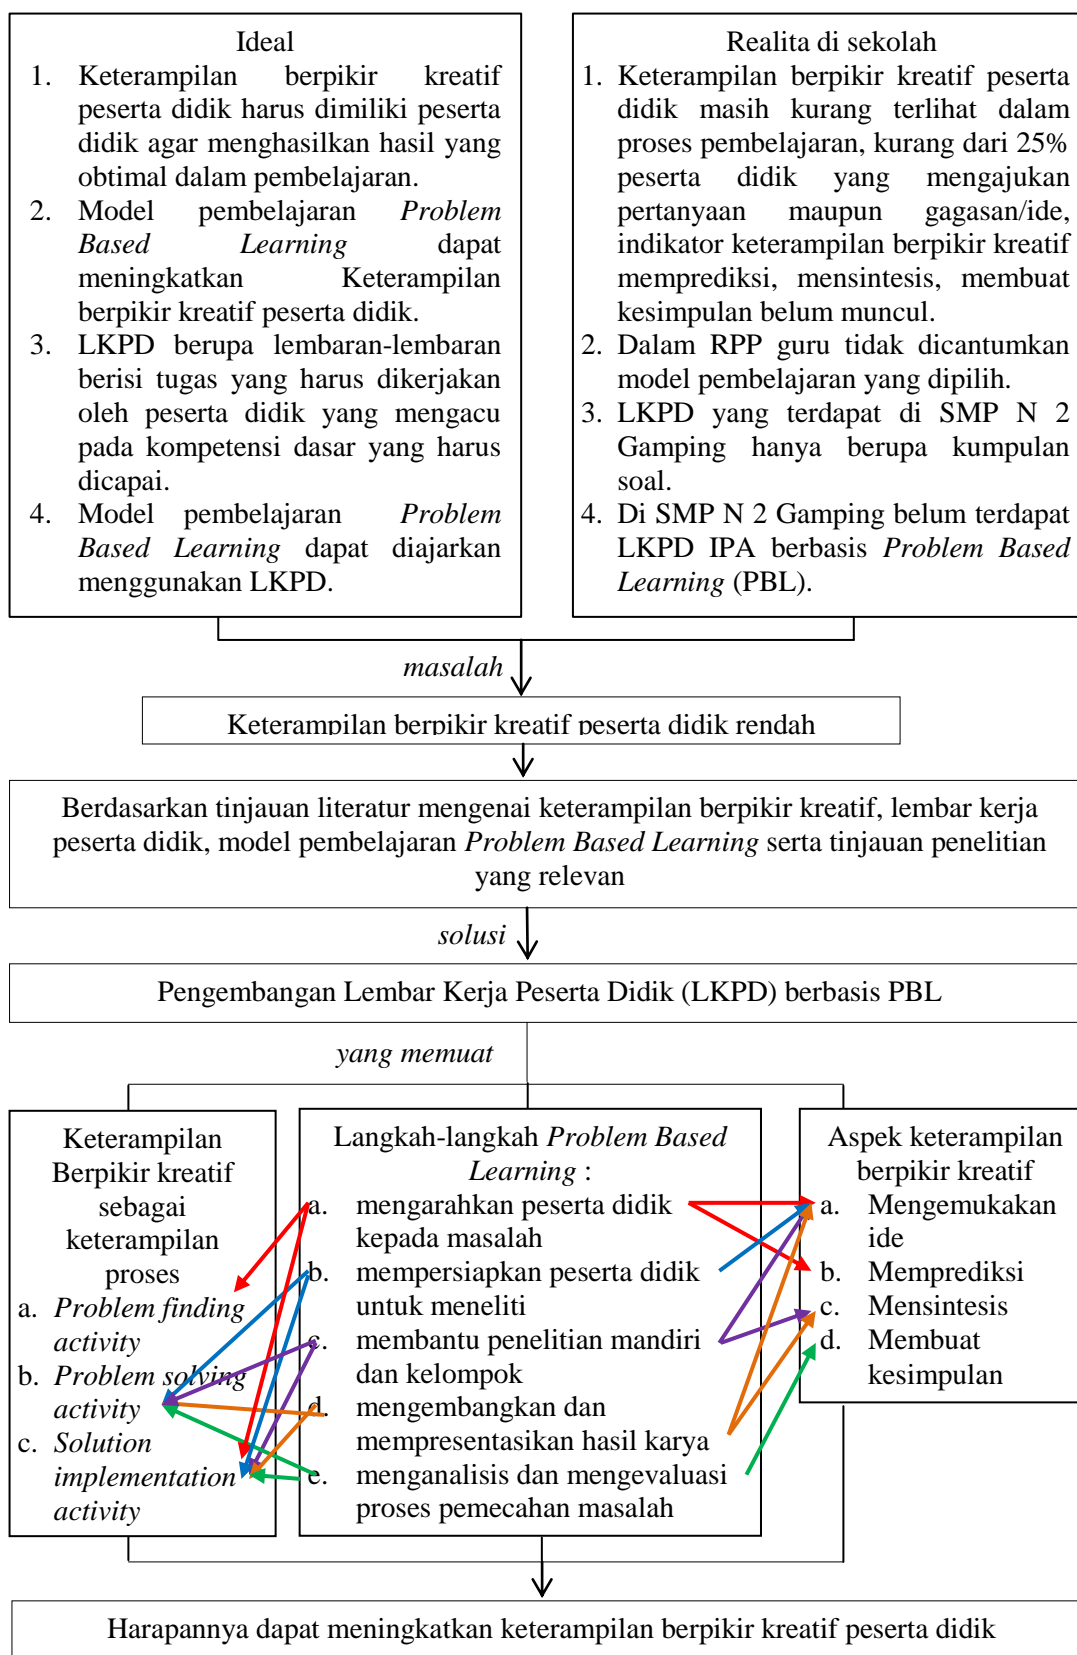 Ideal
1. Keterampilan berpikir kreatif
peserta didik harus dimiliki peserta
didik agar menghasilkan hasil yang
obtimal dalam pembelajaran.
2. Model pembelajaran Problem
Based Learning dapat
meningkatkan Keterampilan
berpikir kreatif peserta didik.
3. LKPD berupa lembaran-lembaran
berisi tugas yang harus dikerjakan
oleh peserta didik yang mengacu
pada kompetensi dasar yang harus
dicapai.
4. Model pembelajaran Problem
Based Learning dapat diajarkan
menggunakan LKPD.
Realita di sekolah
1. Keterampilan berpikir kreatif peserta
didik masih kurang terlihat dalam
proses pembelajaran, kurang dari 25%
peserta didik yang mengajukan
pertanyaan maupun gagasan/ide,
indikator keterampilan berpikir kreatif
memprediksi, mensintesis, membuat
kesimpulan belum muncul.
2. Dalam RPP guru tidak dicantumkan
model pembelajaran yang dipilih.
3. LKPD yang terdapat di SMP N 2
Gamping hanya berupa kumpulan
soal.
4. Di SMP N 2 Gamping belum terdapat
LKPD IPA berbasis Problem Based
Learning (PBL).
masalah
Keterampilan berpikir kreatif peserta didik rendah
Berdasarkan tinjauan literatur mengenai keterampilan berpikir kreatif, lembar kerja
peserta didik, model pembelajaran Problem Based Learning serta tinjauan penelitian
yang relevan
solusi
Pengembangan Lembar Kerja Peserta Didik (LKPD) berbasis PBL
yang memuat
Keterampilan
Berpikir kreatif
sebagai
keterampilan
proses
a. Problem finding
activity
b. Problem solving
activity
c. Solution
implementation
activity
Langkah-langkah Problem Based
Learning :
a. mengarahkan peserta didik
kepada masalah
b. mempersiapkan peserta didik
untuk meneliti
c. membantu penelitian mandiri
dan kelompok
d. mengembangkan dan
mempresentasikan hasil karya
e. menganalisis dan mengevaluasi
proses pemecahan masalah
Aspek keterampilan
berpikir kreatif
a. Mengemukakan
ide
b. Memprediksi
c. Mensintesis
d. Membuat
kesimpulan
Harapannya dapat meningkatkan keterampilan berpikir kreatif peserta didik